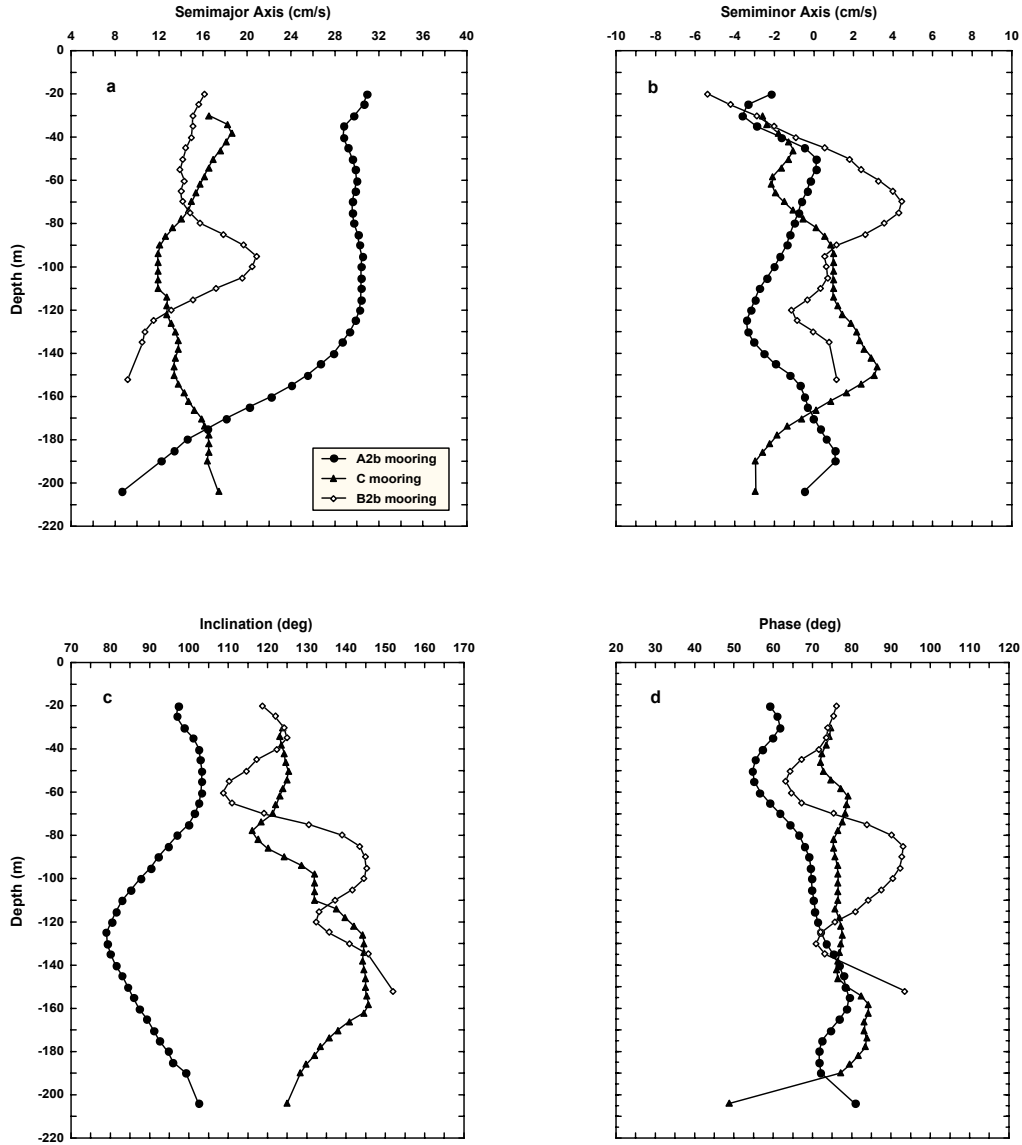 Semimajor Axis (cm/s)
4 8 12 16 20 24 28 32 36 40
0
-20
-40
-60
-80
-100
-120
-140
-160
-180
-200
-220
Depth (m)
a
A2b mooring
C mooring
B2b mooring
Semiminor Axis (cm/s)
-10 -8 -6 -4 -2 0 2 4 6 8 10
b
Inclination (deg)
70 80 90 100 110 120 130 140 150 160 170
0
-20
-40
-60
-80
-100
-120
-140
-160
-180
-200
-220
Depth (m)
c
Phase (deg)
20 30 40 50 60 70 80 90 100 110 120
d